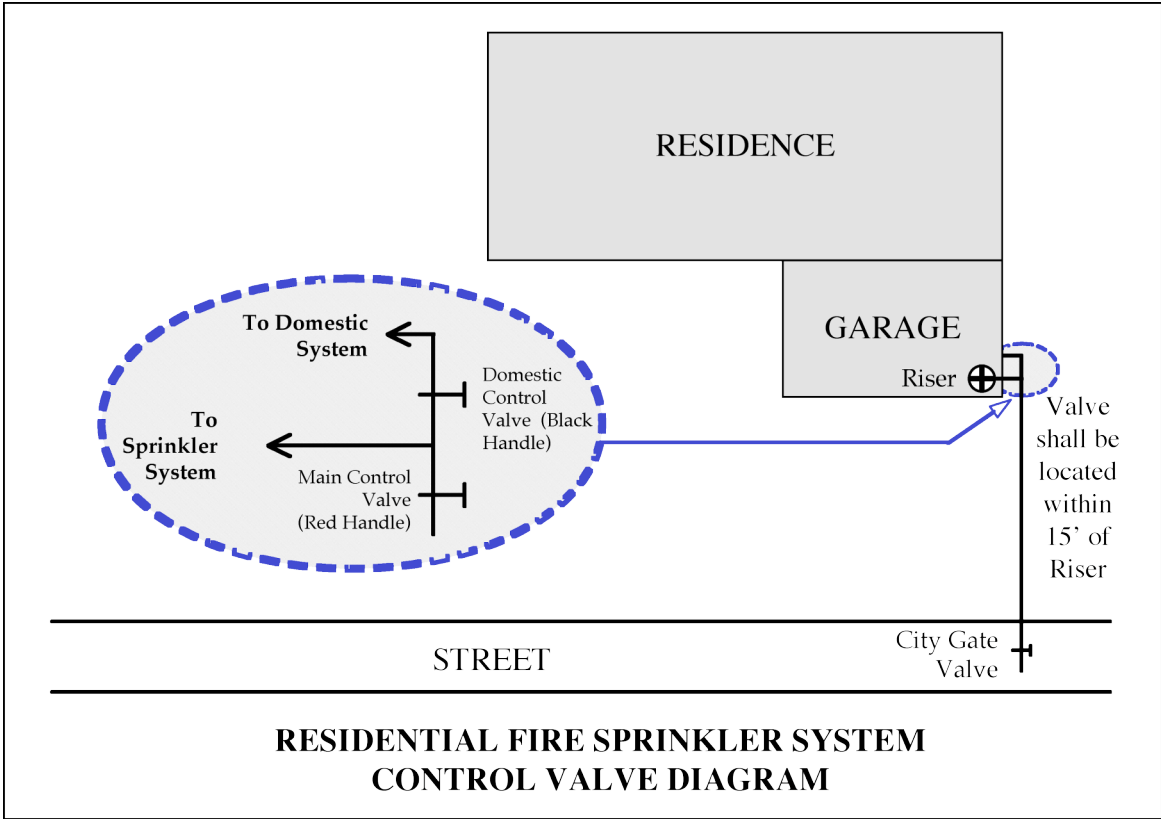 RESIDENCE
GARAGE
Riser
To Domestic
System
Domestic
Control
Valve (Black
Handle)
To
Sprinkler
System
Main Control
Valve
(Red Handle)
Valve
shall be
located
within
15’ of
Riser
City Gate
Valve
STREET
RESIDENTIAL FIRE SPRINKLER SYSTEM
CONTROL VALVE DIAGRAM